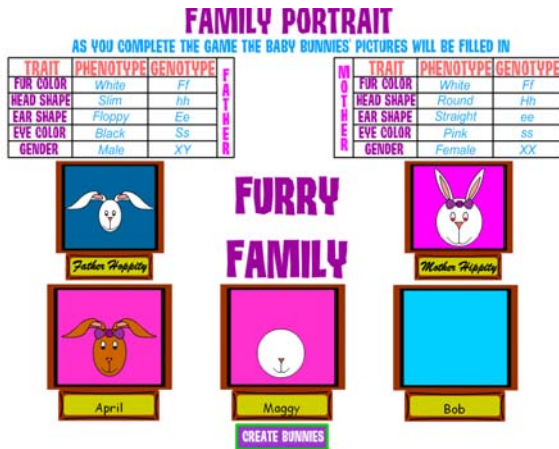 FAMILY PORTRAIT
AS YOU COMPLETE THE GAME THE BABY BUNNIES' PICTURES WILL BE FILLED IN
TRAIT PHENOTYPE GENOTYPE
FUR COLOR White Ff
HEAD SHAPE Slim hh
EAR SHAPE Floppy Ee
EYE COLOR Black Ss
GENDER Male XY
FATHER
MOTHER
TRAIT PHENOTYPE GENOTYPE
FUR COLOR White Ff
HEAD SHAPE Round Hh
EAR SHAPE Straight ee
EYE COLOR Pink ss
GENDER Female XX
FURRY
FAMILY
Father Hoppity
Mother Hippity
April
Maggy
Bob
CREATE BUNNIES